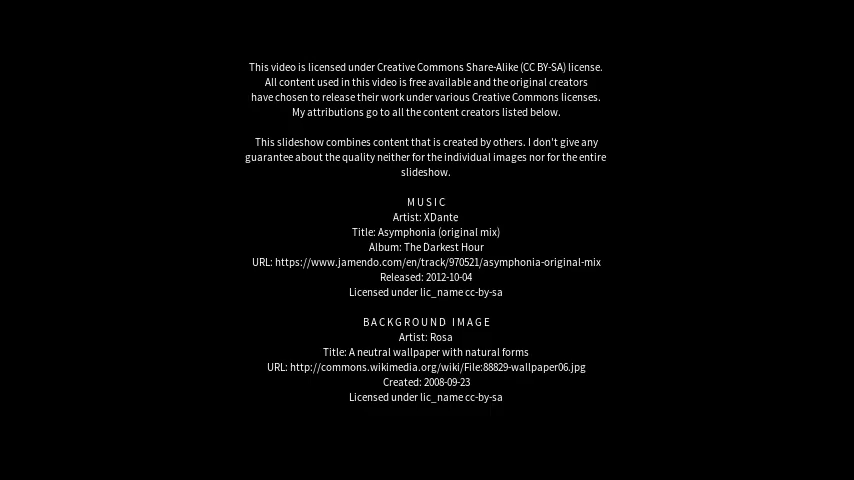 This video is licensed under Creative Commons Share-Alike (CC BY-SA) license.
All content used in this video is free available and the original creators
have chosen to release their work under various Creative Commons licenses.
My attributions go to all the content creators listed below.
This slideshow combines content that is created by others. I don't give any
guarantee about the quality neither for the individual images nor for the entire
slideshow.
MUSIC
Artist: XDante
Title: Asymphonia (original mix)
Album: The Darkest Hour
URL: https://www.jamendo.com/en/track/970521/asymphonia-original-mix
Released: 2012-10-04
Licensed under lic_name cc-by-sa
BACKGROUND IMAGE
Artist: Rosa
Title: A neutral wallpaper with natural forms
URL: http://commons.wikimedia.org/wiki/File:88829-wallpaper06.jpg
Created: 2008-09-23
Licensed under lic_name cc-by-sa